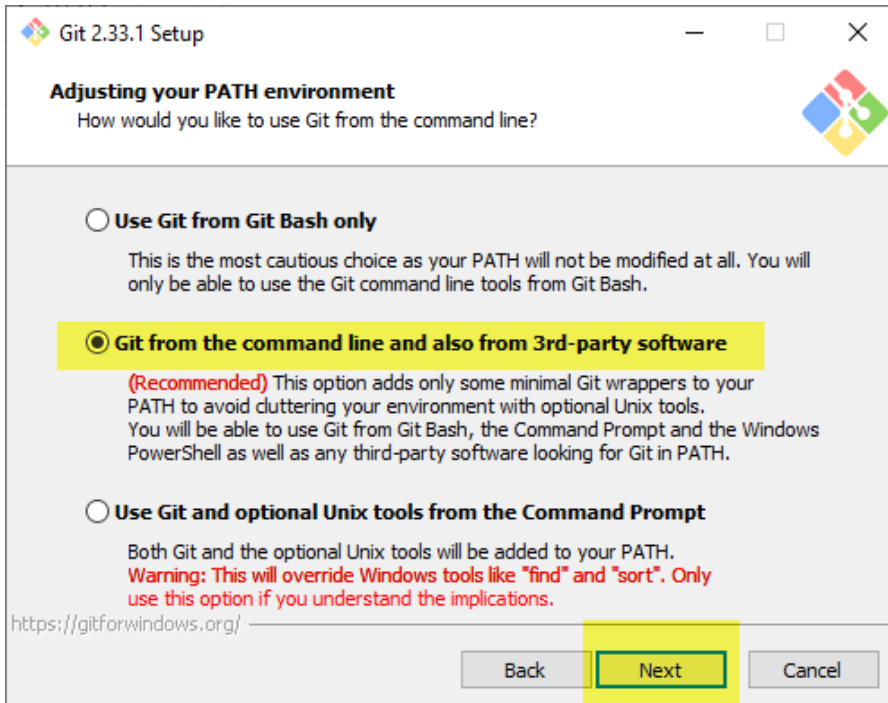 Git 2.33.1 Setup
Adjusting your PATH environment
How would you like to use Git from the command line?
Use Git from Git Bash only
This is the most cautious choice as your PATH will not be modified at all. You will
only be able to use the Git command line tools from Git Bash.
Git from the command line and also from 3rd-party software
(Recommended) This option adds only some minimal Git wrappers to your
PATH to avoid cluttering your environment with optional Unix tools.
You will be able to use Git from Git Bash, the Command Prompt and the Windows
PowerShell as well as any third-party software looking for Git in PATH.
Use Git and optional Unix tools from the Command Prompt
Both Git and the optional Unix tools will be added to your PATH.
Warning: This will override Windows tools like "find" and "sort". Only
use this option if you understand the implications.
https://gitforwindows.org/
Back
Next
Cancel